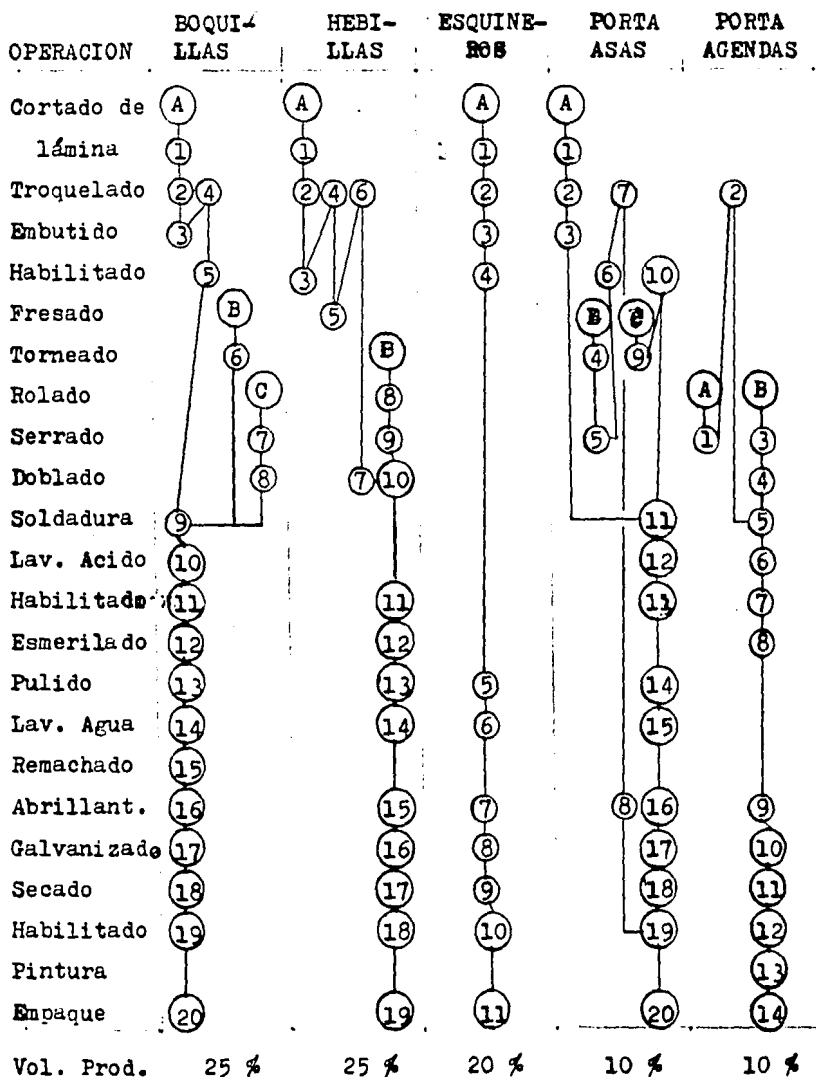 BOQUI- HEBI- ESQUINE- PORTA PORTA
OPERACION LLAS LLAS ROS ASAS AGENDAS
Cortado de A A A A
lámina 1 1 1 1
Troquelado 2 4 2 4 6 2 2 7 2
Embutido 3 3 3
Habilitado 5 3 4 6 10
Fresado B 5 B C
Torneado 6 B 4 9
Rolado C 8 A B
Serrado 7 9 5 1 3
Doblado 8 7 10 4
Soldadura 9 11 5
Lav. Acido 10 12 6
Habilitado 11 11 11 7
Esmerilado 12 12 8
Pulido 13 13 5 14
Lav. Agua 14 14 6 15
Remachado 15
Abrillant. 16 15 7 8 16 9
Galvanizado 17 16 8 17 10
Secado 18 17 9 18 11
Habilitado 19 18 10 19 12
Pintura 13
Empaque 20 19 11 20 14
Vol. Prod. 25 % 25 % 20 % 10 % 10 %